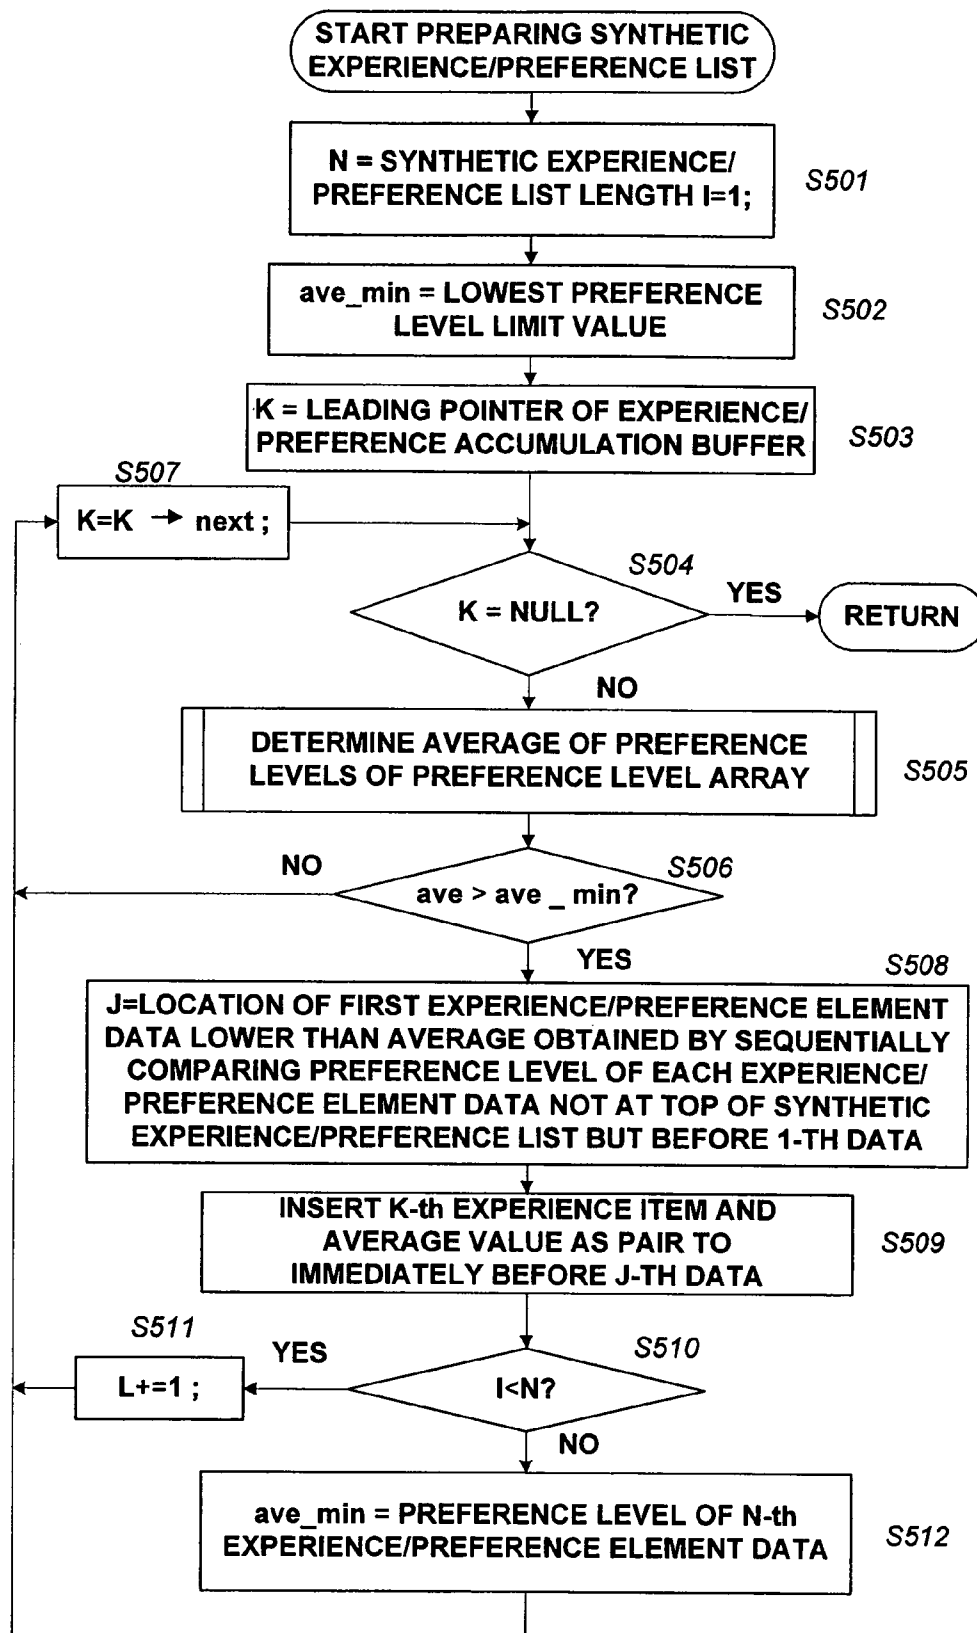 START PREPARING SYNTHETIC
EXPERIENCE/PREFERENCE LIST
N = SYNTHETIC EXPERIENCE/
PREFERENCE LIST LENGTH I=1;
S501
ave_min = LOWEST PREFERENCE
LEVEL LIMIT VALUE
S502
K = LEADING POINTER OF EXPERIENCE/
PREFERENCE ACCUMULATION BUFFER
S503
S507
K=K → next ;
S504
K = NULL?
YES
RETURN
NO
DETERMINE AVERAGE OF PREFERENCE
LEVELS OF PREFERENCE LEVEL ARRAY
S505
NO
S506
ave > ave _ min?
YES
S508
J=LOCATION OF FIRST EXPERIENCE/PREFERENCE ELEMENT
DATA LOWER THAN AVERAGE OBTAINED BY SEQUENTIALLY
COMPARING PREFERENCE LEVEL OF EACH EXPERIENCE/
PREFERENCE ELEMENT DATA NOT AT TOP OF SYNTHETIC
EXPERIENCE/PREFERENCE LIST BUT BEFORE 1-TH DATA
INSERT K-th EXPERIENCE ITEM AND
AVERAGE VALUE AS PAIR TO
IMMEDIATELY BEFORE J-TH DATA
S509
S511
L+=1 ;
YES
S510
I<N?
NO
ave_min = PREFERENCE LEVEL OF N-th
EXPERIENCE/PREFERENCE ELEMENT DATA
S512